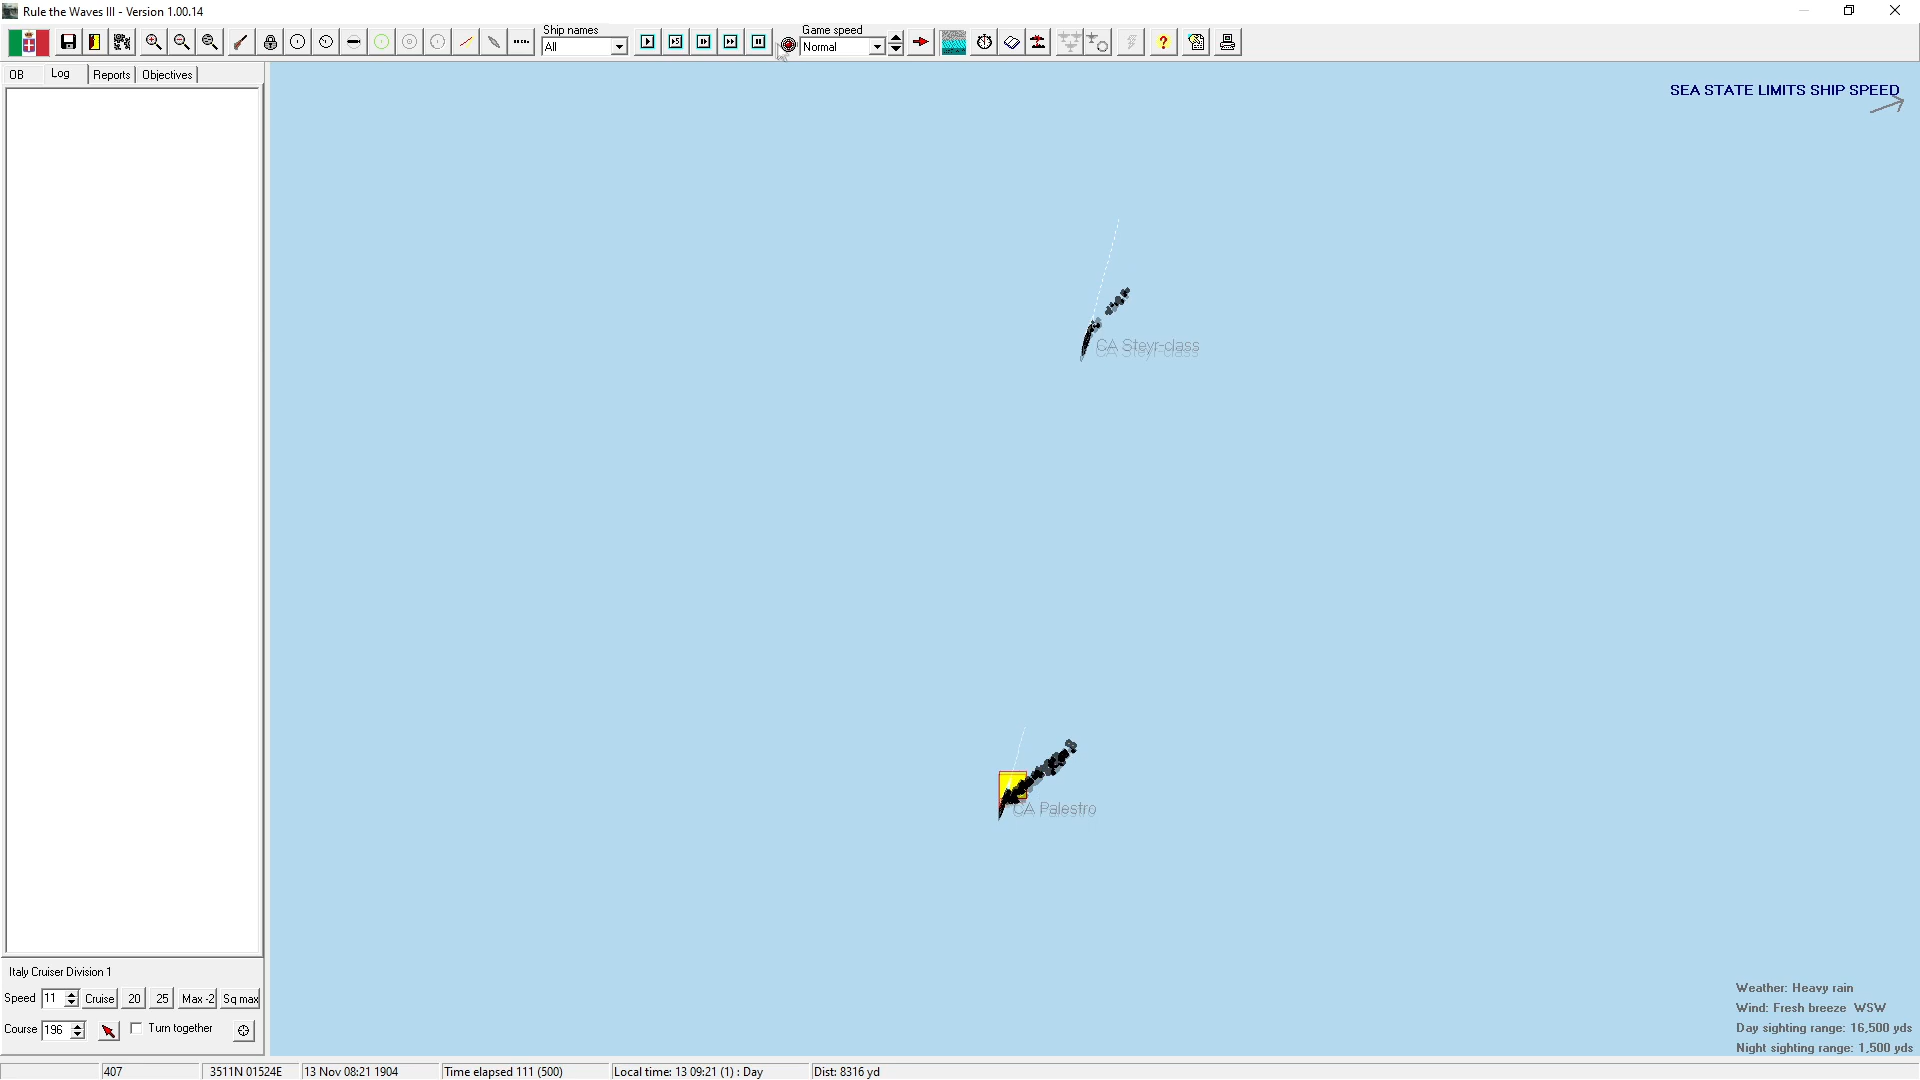 Rule the Waves III - Version 1.00.14
Ship names
All
Game speed
Normal
OB
Log
Reports
Objectives
SEA STATE LIMITS SHIP SPEED
CA Steyr-class
CA Palestro
Italy Cruiser Division 1
Speed 11 Cruise 20 25 Max -2 Sq max
Course 196 Turn together
Weather: Heavy rain
Wind: Fresh breeze WSW
Day sighting range: 16,500 yds
Night sighting range: 1,500 yds
407 3511N 01524E 13 Nov 08:21 1904 Time elapsed 111 (500) Local time: 13 09:21 (1) : Day Dist: 8316 yd